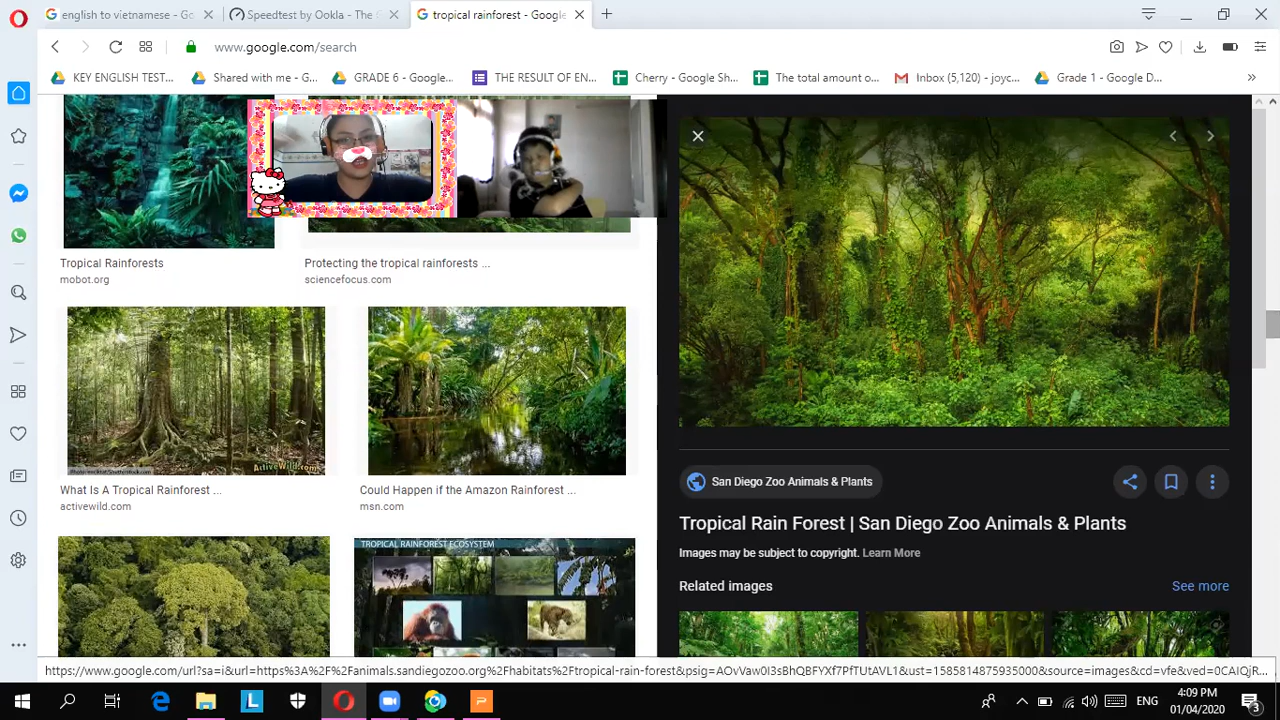 english to vietnamese - Go
Speedtest by Ookla - The S
tropical rainforest - Google
www.google.com/search
KEY ENGLISH TEST...
Shared with me - G...
GRADE 6 - Google...
THE RESULT OF EN...
Cherry - Google Sh...
The total amount o...
Inbox (5,120) - joyc...
Grade 1 - Google D...
Tropical Rainforests
mobot.org
Protecting the tropical rainforests ...
sciencefocus.com
ActiveWild.com
What Is A Tropical Rainforest ...
activewild.com
Could Happen if the Amazon Rainforest ...
msn.com
TROPICAL RAINFOREST ECOSYSTEM
San Diego Zoo Animals & Plants
Tropical Rain Forest | San Diego Zoo Animals & Plants
Images may be subject to copyright. Learn More
Related images
See more
https://www.google.com/url?sa=i&url=https%3A%2F%2Fanimals.sandiegozoo.org%2Fhabitats%2Ftropical-rain-forest&psig=AOvVaw0I3sBhQBFYXf7PfTUtAVL1&ust=1585814875935000&source=images&cd=vfe&ved=0CAIQjR...
L
ENG
4:09 PM
01/04/2020
3